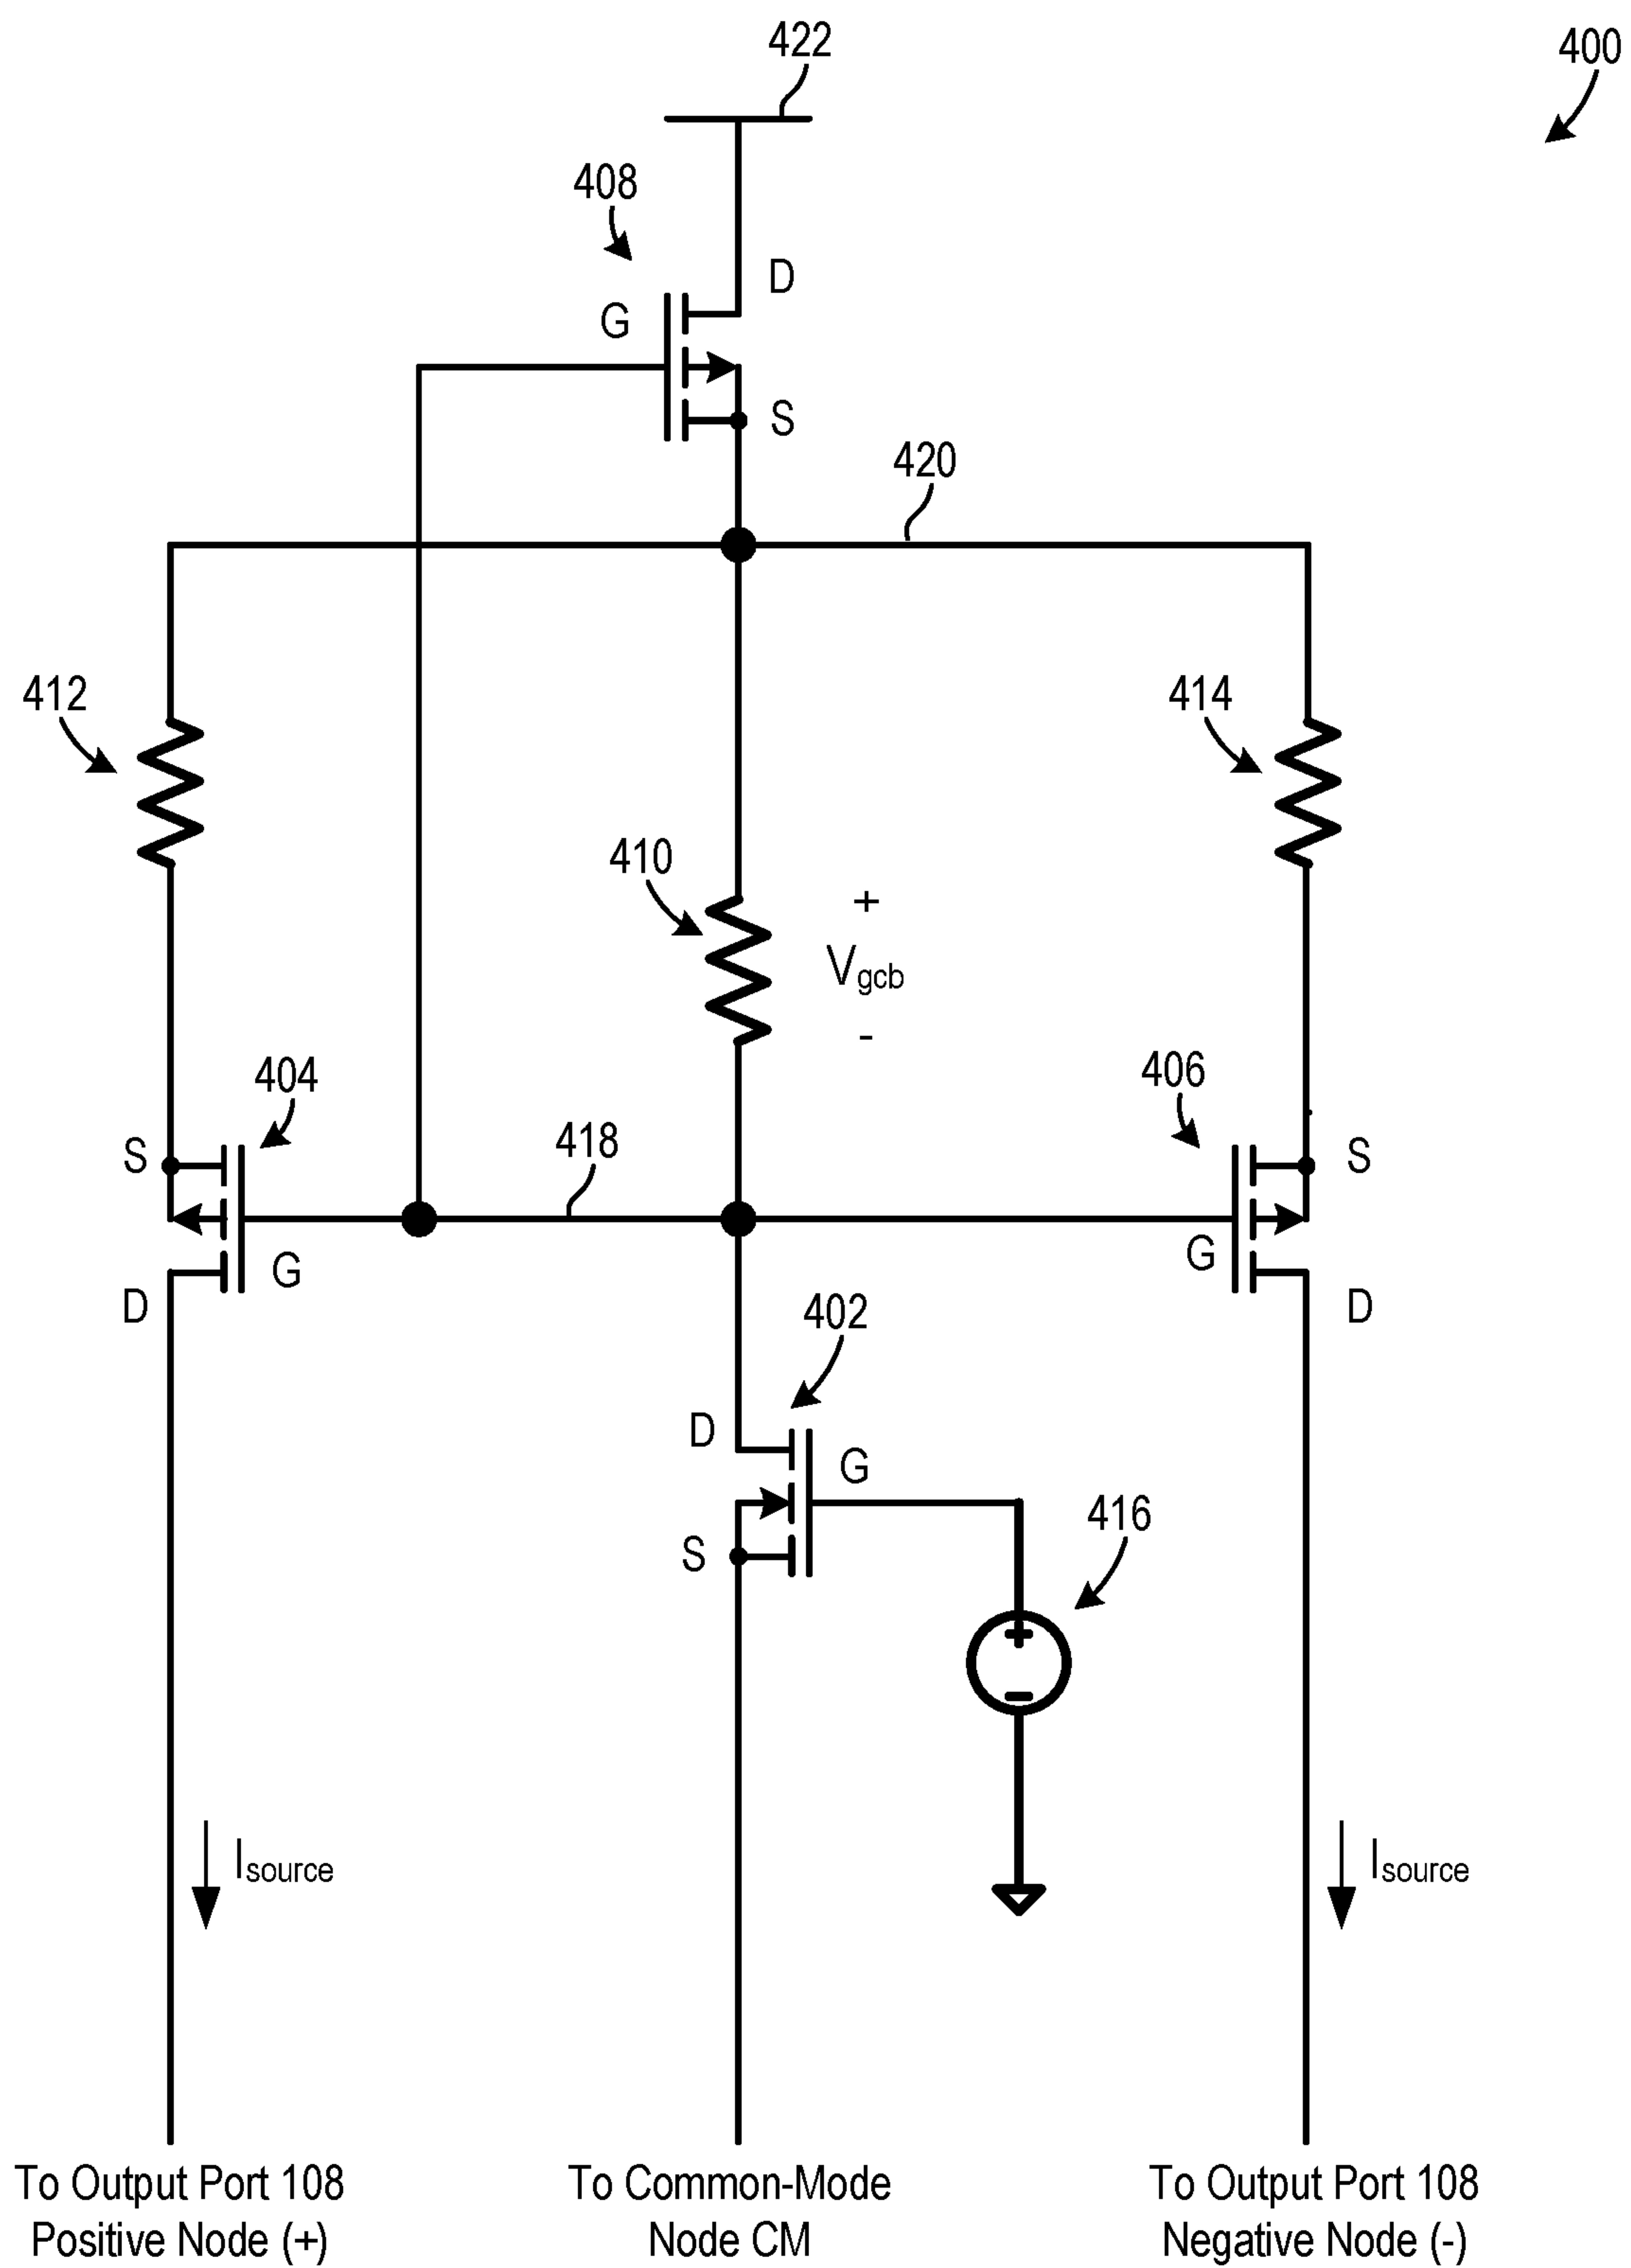 422
400
408
D
G
S
420
412
414
410
+
Vgcb
-
404
406
S
418
S
G
G
D
D
402
D
G
416
S
+
-
Isource
Isource
To Output Port 108
Positive Node (+)
To Common-Mode
Node CM
To Output Port 108
Negative Node (-)